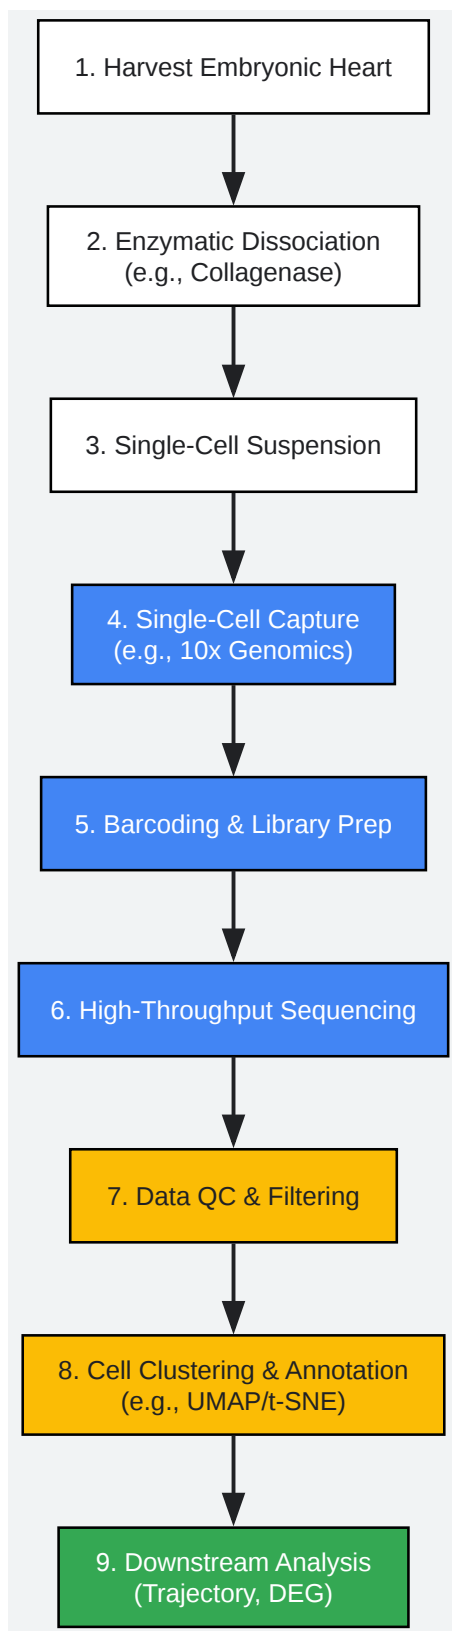 1. Harvest Embryonic Heart
2. Enzymatic Dissociation
(e.g., Collagenase)
3. Single-Cell Suspension
4. Single-Cell Capture
(e.g., 10x Genomics)
5. Barcoding & Library Prep
6. High-Throughput Sequencing
7. Data QC & Filtering
8. Cell Clustering & Annotation
(e.g., UMAP/t-SNE)
9. Downstream Analysis
(Trajectory, DEG)